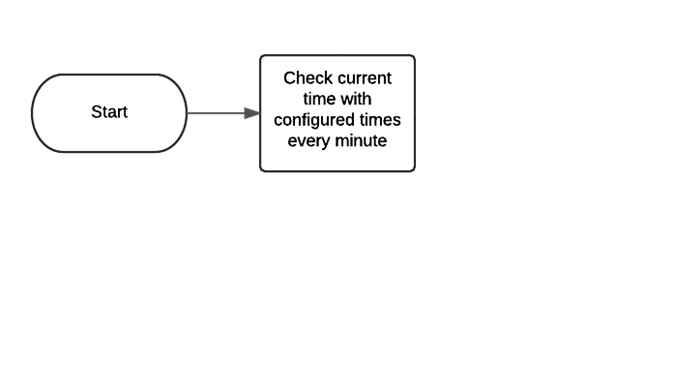 Start
Check current
time with
configured times
every minute